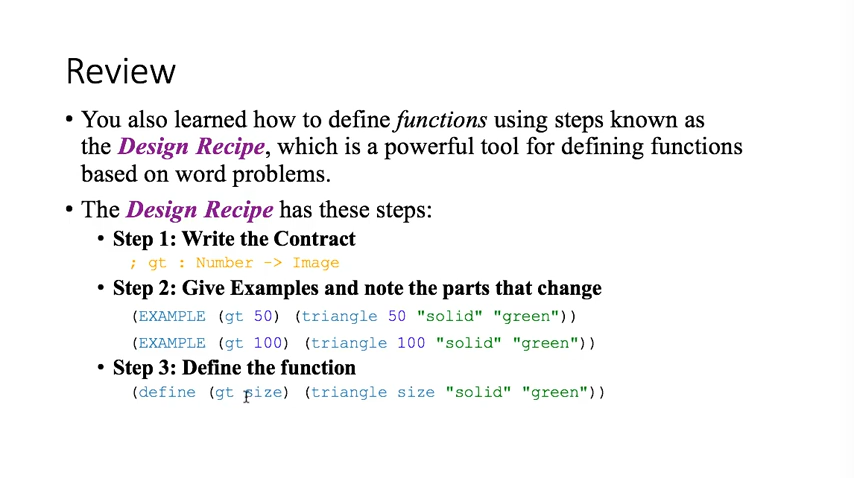 Review
• You also learned how to define functions using steps known as
the Design Recipe, which is a powerful tool for defining functions
based on word problems.
• The Design Recipe has these steps:
• Step 1: Write the Contract
; gt : Number -> Image
• Step 2: Give Examples and note the parts that change
(EXAMPLE (gt 50) (triangle 50 "solid" "green"))
(EXAMPLE (gt 100) (triangle 100 "solid" "green"))
• Step 3: Define the function
(define (gt size) (triangle size "solid" "green"))